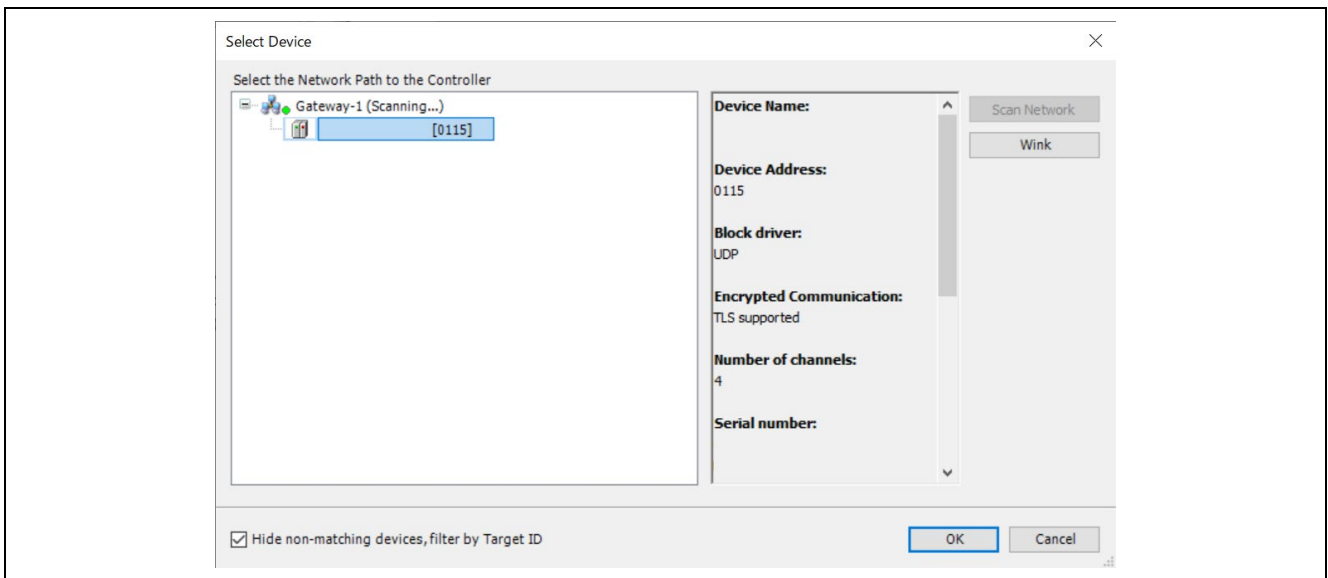 Select Device
Select the Network Path to the Controller
Gateway-1 (Scanning...)
[0115]
Device Name:
Device Address:
0115
Block driver:
UDP
Encrypted Communication:
TLS supported
Number of channels:
4
Serial number:
Scan Network
Wink
Hide non-matching devices, filter by Target ID
OK
Cancel